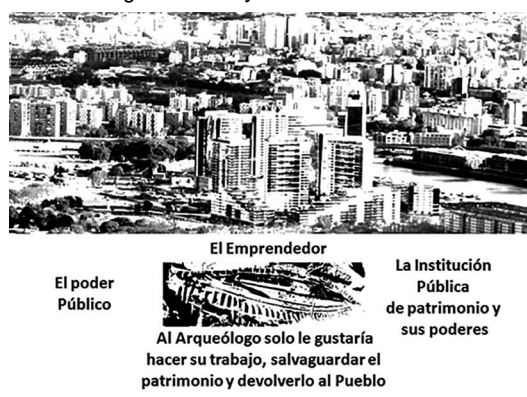 El Emprendedor
El poder
Público
La Institución
Pública
de patrimonio y
sus poderes
Al Arqueólogo solo le gustaría
hacer su trabajo, salvaguardar el
patrimonio y devolverlo al Pueblo